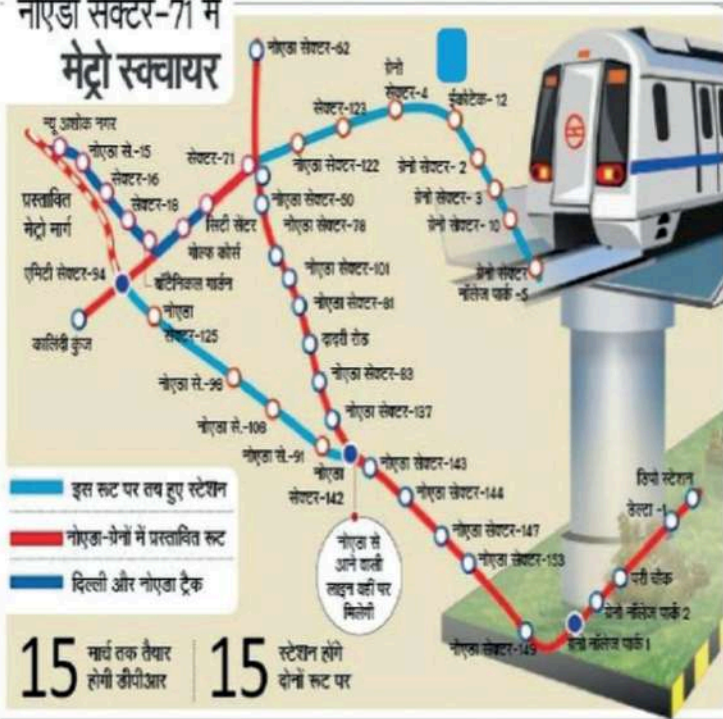 नोएडा सेक्टर-71 में
मेट्रो स्क्वायर
नोएडा सेक्टर-62
ग्रेनो
सेक्टर-4
ईकोटेक- 12
सेक्टर-123
न्यू अशोक नगर
नोएडा से.-15
सेक्टर-71
नोएडा सेक्टर-122
ग्रेनो सेक्टर- 2
सेक्टर-16
नोएडा सेक्टर-50
ग्रेनो सेक्टर- 3
प्रस्तावित
मेट्रो मार्ग
सेक्टर-18
सिटी सेंटर
नोएडा सेक्टर-78
ग्रेनो सेक्टर- 10
गोल्फ कोर्स
एमिटी सेक्टर-94
बॉटैनिकल गार्डन
नोएडा सेक्टर-101
ग्रेनो सेक्टर
नॉलेज पार्क -5
नोएडा
सेक्टर-125
नोएडा सेक्टर-81
कालिंदी कुंज
दादरी रोड
नोएडा से.-98
नोएडा सेक्टर-83
नोएडा से.-108
नोएडा सेक्टर-137
नोएडा से.-91
नोएडा
सेक्टर-142
नोएडा सेक्टर-143
नोएडा सेक्टर-144
नोएडा सेक्टर-147
नोएडा सेक्टर-153
नोएडा सेक्टर-149
डिपो स्टेशन
डेल्टा -1
परी चौक
ग्रेनो नॉलेज पार्क 2
ग्रेनो नॉलेज पार्क 1
इस रूट पर तय हुए स्टेशन
नोएडा-ग्रेनो में प्रस्तावित रूट
दिल्ली और नोएडा ट्रैक
नोएडा से
आने वाली
लाइन यहीं पर
मिलेगी
15 मार्च तक तैयार
होगी डीपीआर
15 स्टेशन होंगे
दोनों रूट पर